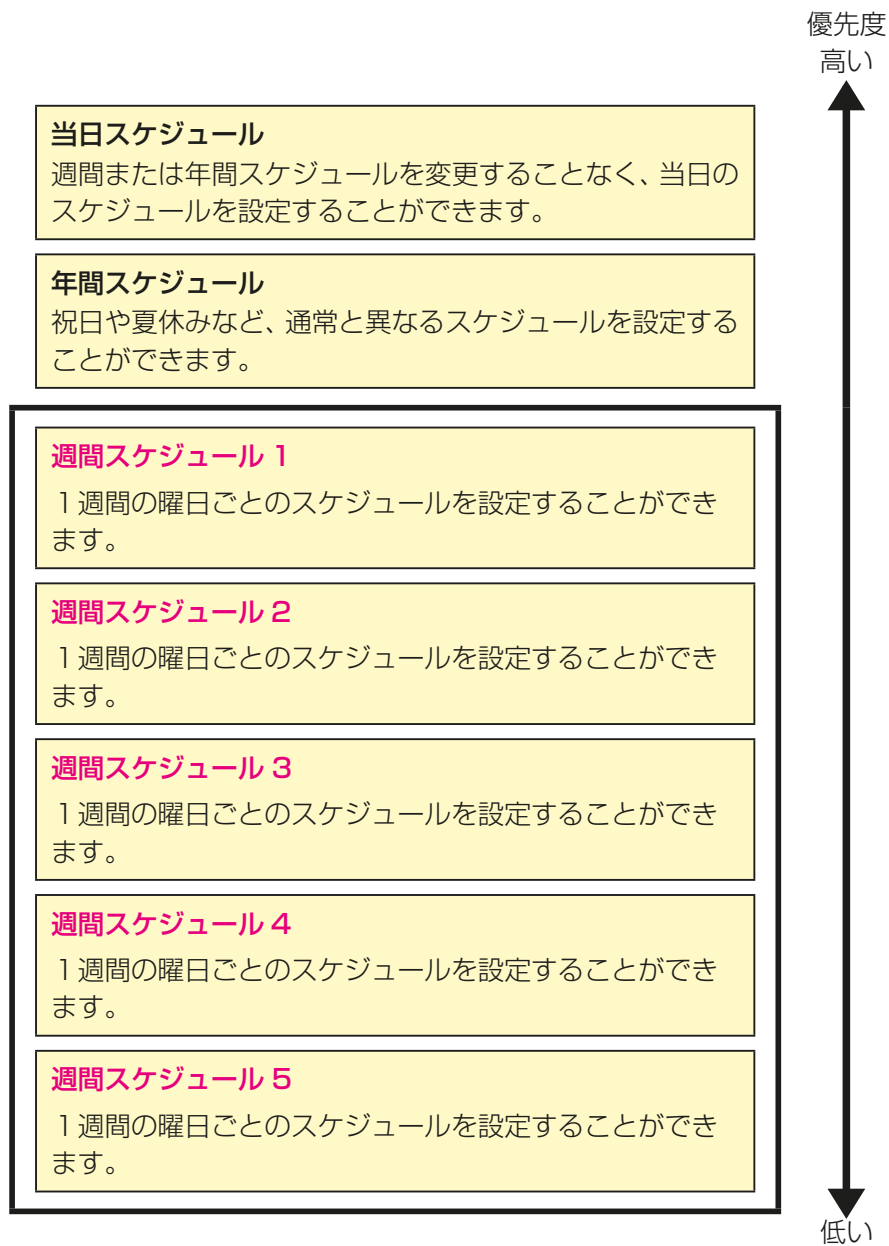 優先度
高い
当日スケジュール
週間または年間スケジュールを変更することなく、当日の
スケジュールを設定することができます。
年間スケジュール
祝日や夏休みなど、通常と異なるスケジュールを設定する
ことができます。
週間スケジュール 1
1週間の曜日ごとのスケジュールを設定することができ
ます。
週間スケジュール 2
1週間の曜日ごとのスケジュールを設定することができ
ます。
週間スケジュール 3
1週間の曜日ごとのスケジュールを設定することができ
ます。
週間スケジュール 4
1週間の曜日ごとのスケジュールを設定することができ
ます。
週間スケジュール 5
1週間の曜日ごとのスケジュールを設定することができ
ます。
低い